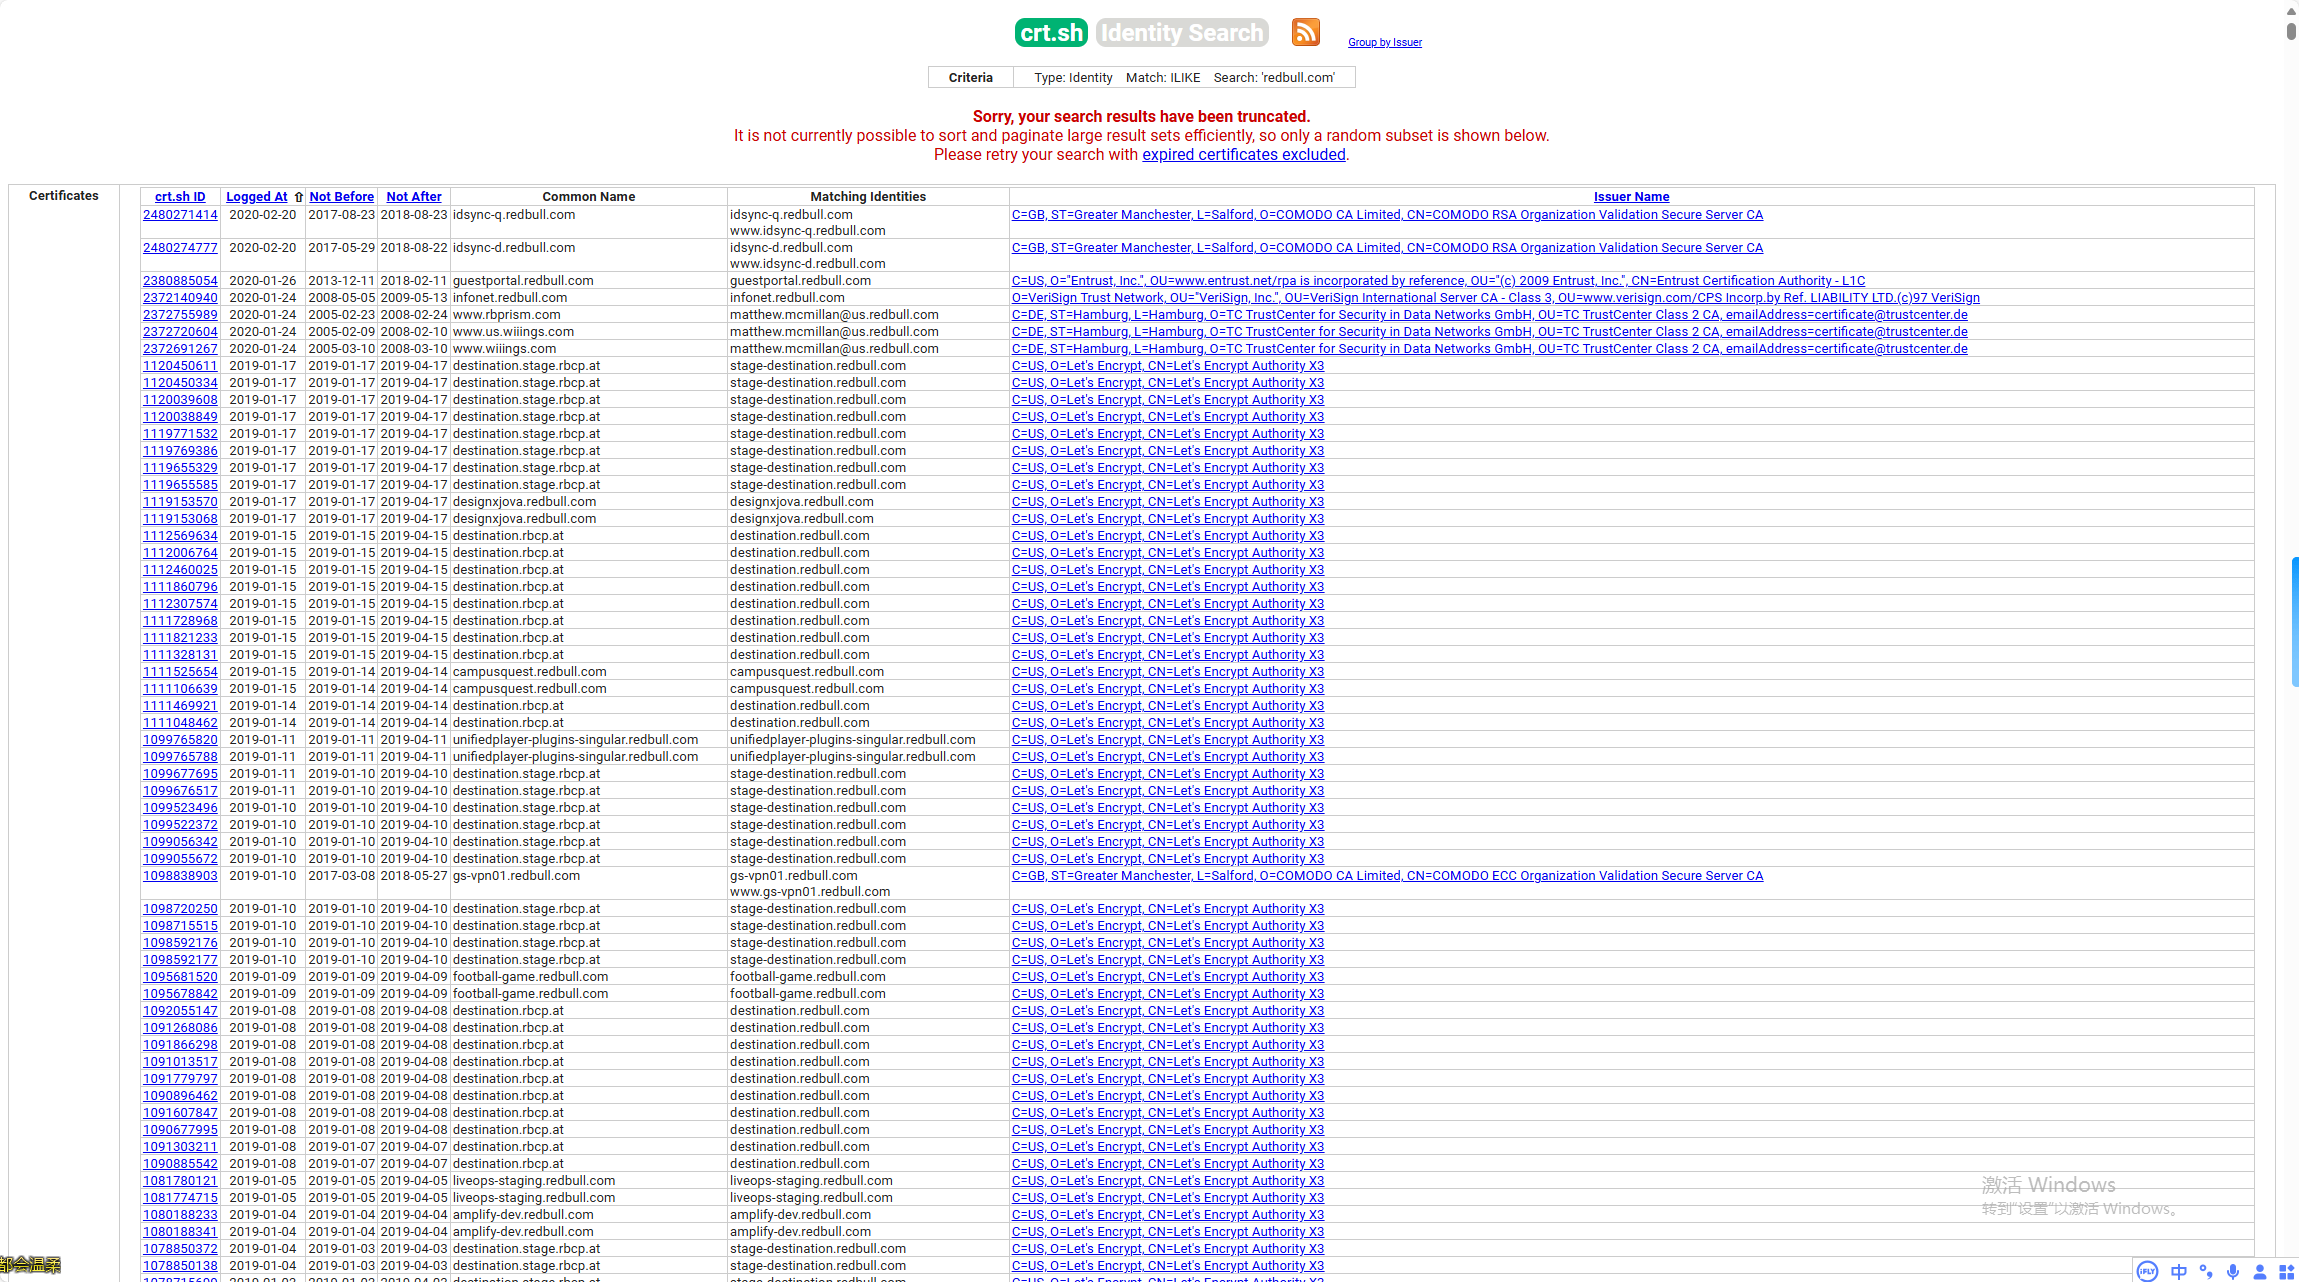 crt.sh Identity Search Group by Issuer
Criteria Type: Identity Match: ILIKE Search: 'redbull.com'
Sorry, your search results have been truncated.
It is not currently possible to sort and paginate large result sets efficiently, so only a random subset is shown below.
Please retry your search with expired certificates excluded.
Certificates crt.sh ID Logged At ⇧ Not Before Not After Common Name Matching Identities Issuer Name
2480271414 2020-02-20 2017-08-23 2018-08-23 idsync-q.redbull.com idsync-q.redbull.com C=GB, ST=Greater Manchester, L=Salford, O=COMODO CA Limited, CN=COMODO RSA Organization Validation Secure Server CA
www.idsync-q.redbull.com
2480274777 2020-02-20 2017-05-29 2018-08-22 idsync-d.redbull.com idsync-d.redbull.com C=GB, ST=Greater Manchester, L=Salford, O=COMODO CA Limited, CN=COMODO RSA Organization Validation Secure Server CA
www.idsync-d.redbull.com
2380885054 2020-01-26 2013-12-11 2018-02-11 guestportal.redbull.com guestportal.redbull.com C=US, O="Entrust, Inc.", OU=www.entrust.net/rpa is incorporated by reference, OU="(c) 2009 Entrust, Inc.", CN=Entrust Certification Authority - L1C
2372140940 2020-01-24 2008-05-05 2009-05-13 infonet.redbull.com infonet.redbull.com O=VeriSign Trust Network, OU="VeriSign, Inc.", OU=VeriSign International Server CA - Class 3, OU=www.verisign.com/CPS Incorp.by Ref. LIABILITY LTD.(c)97 VeriSign
2372755989 2020-01-24 2005-02-23 2008-02-24 www.rbprism.com matthew.mcmillan@us.redbull.com C=DE, ST=Hamburg, L=Hamburg, O=TC TrustCenter for Security in Data Networks GmbH, OU=TC TrustCenter Class 2 CA, emailAddress=certificate@trustcenter.de
2372720604 2020-01-24 2005-02-09 2008-02-10 www.us.wiiings.com matthew.mcmillan@us.redbull.com C=DE, ST=Hamburg, L=Hamburg, O=TC TrustCenter for Security in Data Networks GmbH, OU=TC TrustCenter Class 2 CA, emailAddress=certificate@trustcenter.de
2372691267 2020-01-24 2005-03-10 2008-03-10 www.wiiings.com matthew.mcmillan@us.redbull.com C=DE, ST=Hamburg, L=Hamburg, O=TC TrustCenter for Security in Data Networks GmbH, OU=TC TrustCenter Class 2 CA, emailAddress=certificate@trustcenter.de
1120450611 2019-01-17 2019-01-17 2019-04-17 destination.stage.rbcp.at stage-destination.redbull.com C=US, O=Let's Encrypt, CN=Let's Encrypt Authority X3
1120450334 2019-01-17 2019-01-17 2019-04-17 destination.stage.rbcp.at stage-destination.redbull.com C=US, O=Let's Encrypt, CN=Let's Encrypt Authority X3
1120039608 2019-01-17 2019-01-17 2019-04-17 destination.stage.rbcp.at stage-destination.redbull.com C=US, O=Let's Encrypt, CN=Let's Encrypt Authority X3
1120038849 2019-01-17 2019-01-17 2019-04-17 destination.stage.rbcp.at stage-destination.redbull.com C=US, O=Let's Encrypt, CN=Let's Encrypt Authority X3
1119771532 2019-01-17 2019-01-17 2019-04-17 destination.stage.rbcp.at stage-destination.redbull.com C=US, O=Let's Encrypt, CN=Let's Encrypt Authority X3
1119769386 2019-01-17 2019-01-17 2019-04-17 destination.stage.rbcp.at stage-destination.redbull.com C=US, O=Let's Encrypt, CN=Let's Encrypt Authority X3
1119655329 2019-01-17 2019-01-17 2019-04-17 destination.stage.rbcp.at stage-destination.redbull.com C=US, O=Let's Encrypt, CN=Let's Encrypt Authority X3
1119655585 2019-01-17 2019-01-17 2019-04-17 destination.stage.rbcp.at stage-destination.redbull.com C=US, O=Let's Encrypt, CN=Let's Encrypt Authority X3
1119153570 2019-01-17 2019-01-17 2019-04-17 designxjova.redbull.com designxjova.redbull.com C=US, O=Let's Encrypt, CN=Let's Encrypt Authority X3
1119153068 2019-01-17 2019-01-17 2019-04-17 designxjova.redbull.com designxjova.redbull.com C=US, O=Let's Encrypt, CN=Let's Encrypt Authority X3
1112569634 2019-01-15 2019-01-15 2019-04-15 destination.rbcp.at destination.redbull.com C=US, O=Let's Encrypt, CN=Let's Encrypt Authority X3
1112006764 2019-01-15 2019-01-15 2019-04-15 destination.rbcp.at destination.redbull.com C=US, O=Let's Encrypt, CN=Let's Encrypt Authority X3
1112460025 2019-01-15 2019-01-15 2019-04-15 destination.rbcp.at destination.redbull.com C=US, O=Let's Encrypt, CN=Let's Encrypt Authority X3
1111860796 2019-01-15 2019-01-15 2019-04-15 destination.rbcp.at destination.redbull.com C=US, O=Let's Encrypt, CN=Let's Encrypt Authority X3
1112307574 2019-01-15 2019-01-15 2019-04-15 destination.rbcp.at destination.redbull.com C=US, O=Let's Encrypt, CN=Let's Encrypt Authority X3
1111728968 2019-01-15 2019-01-15 2019-04-15 destination.rbcp.at destination.redbull.com C=US, O=Let's Encrypt, CN=Let's Encrypt Authority X3
1111821233 2019-01-15 2019-01-15 2019-04-15 destination.rbcp.at destination.redbull.com C=US, O=Let's Encrypt, CN=Let's Encrypt Authority X3
1111328131 2019-01-15 2019-01-15 2019-04-15 destination.rbcp.at destination.redbull.com C=US, O=Let's Encrypt, CN=Let's Encrypt Authority X3
1111525654 2019-01-15 2019-01-14 2019-04-14 campusquest.redbull.com campusquest.redbull.com C=US, O=Let's Encrypt, CN=Let's Encrypt Authority X3
1111106639 2019-01-15 2019-01-14 2019-04-14 campusquest.redbull.com campusquest.redbull.com C=US, O=Let's Encrypt, CN=Let's Encrypt Authority X3
1111469921 2019-01-14 2019-01-14 2019-04-14 destination.rbcp.at destination.redbull.com C=US, O=Let's Encrypt, CN=Let's Encrypt Authority X3
1111048462 2019-01-14 2019-01-14 2019-04-14 destination.rbcp.at destination.redbull.com C=US, O=Let's Encrypt, CN=Let's Encrypt Authority X3
1099765820 2019-01-11 2019-01-11 2019-04-11 unifiedplayer-plugins-singular.redbull.com unifiedplayer-plugins-singular.redbull.com C=US, O=Let's Encrypt, CN=Let's Encrypt Authority X3
1099765788 2019-01-11 2019-01-11 2019-04-11 unifiedplayer-plugins-singular.redbull.com unifiedplayer-plugins-singular.redbull.com C=US, O=Let's Encrypt, CN=Let's Encrypt Authority X3
1099677695 2019-01-11 2019-01-10 2019-04-10 destination.stage.rbcp.at stage-destination.redbull.com C=US, O=Let's Encrypt, CN=Let's Encrypt Authority X3
1099676517 2019-01-11 2019-01-10 2019-04-10 destination.stage.rbcp.at stage-destination.redbull.com C=US, O=Let's Encrypt, CN=Let's Encrypt Authority X3
1099523496 2019-01-10 2019-01-10 2019-04-10 destination.stage.rbcp.at stage-destination.redbull.com C=US, O=Let's Encrypt, CN=Let's Encrypt Authority X3
1099522372 2019-01-10 2019-01-10 2019-04-10 destination.stage.rbcp.at stage-destination.redbull.com C=US, O=Let's Encrypt, CN=Let's Encrypt Authority X3
1099056342 2019-01-10 2019-01-10 2019-04-10 destination.stage.rbcp.at stage-destination.redbull.com C=US, O=Let's Encrypt, CN=Let's Encrypt Authority X3
1099055672 2019-01-10 2019-01-10 2019-04-10 destination.stage.rbcp.at stage-destination.redbull.com C=US, O=Let's Encrypt, CN=Let's Encrypt Authority X3
1098838903 2019-01-10 2017-03-08 2018-05-27 gs-vpn01.redbull.com gs-vpn01.redbull.com C=GB, ST=Greater Manchester, L=Salford, O=COMODO CA Limited, CN=COMODO ECC Organization Validation Secure Server CA
www.gs-vpn01.redbull.com
1098720250 2019-01-10 2019-01-10 2019-04-10 destination.stage.rbcp.at stage-destination.redbull.com C=US, O=Let's Encrypt, CN=Let's Encrypt Authority X3
1098715515 2019-01-10 2019-01-10 2019-04-10 destination.stage.rbcp.at stage-destination.redbull.com C=US, O=Let's Encrypt, CN=Let's Encrypt Authority X3
1098592176 2019-01-10 2019-01-10 2019-04-10 destination.stage.rbcp.at stage-destination.redbull.com C=US, O=Let's Encrypt, CN=Let's Encrypt Authority X3
1098592177 2019-01-10 2019-01-10 2019-04-10 destination.stage.rbcp.at stage-destination.redbull.com C=US, O=Let's Encrypt, CN=Let's Encrypt Authority X3
1095681520 2019-01-09 2019-01-09 2019-04-09 football-game.redbull.com football-game.redbull.com C=US, O=Let's Encrypt, CN=Let's Encrypt Authority X3
1095678842 2019-01-09 2019-01-09 2019-04-09 football-game.redbull.com football-game.redbull.com C=US, O=Let's Encrypt, CN=Let's Encrypt Authority X3
1092055147 2019-01-08 2019-01-08 2019-04-08 destination.rbcp.at destination.redbull.com C=US, O=Let's Encrypt, CN=Let's Encrypt Authority X3
1091268086 2019-01-08 2019-01-08 2019-04-08 destination.rbcp.at destination.redbull.com C=US, O=Let's Encrypt, CN=Let's Encrypt Authority X3
1091866298 2019-01-08 2019-01-08 2019-04-08 destination.rbcp.at destination.redbull.com C=US, O=Let's Encrypt, CN=Let's Encrypt Authority X3
1091013517 2019-01-08 2019-01-08 2019-04-08 destination.rbcp.at destination.redbull.com C=US, O=Let's Encrypt, CN=Let's Encrypt Authority X3
1091779797 2019-01-08 2019-01-08 2019-04-08 destination.rbcp.at destination.redbull.com C=US, O=Let's Encrypt, CN=Let's Encrypt Authority X3
1090896462 2019-01-08 2019-01-08 2019-04-08 destination.rbcp.at destination.redbull.com C=US, O=Let's Encrypt, CN=Let's Encrypt Authority X3
1091607847 2019-01-08 2019-01-08 2019-04-08 destination.rbcp.at destination.redbull.com C=US, O=Let's Encrypt, CN=Let's Encrypt Authority X3
1090677995 2019-01-08 2019-01-08 2019-04-08 destination.rbcp.at destination.redbull.com C=US, O=Let's Encrypt, CN=Let's Encrypt Authority X3
1091303211 2019-01-08 2019-01-07 2019-04-07 destination.rbcp.at destination.redbull.com C=US, O=Let's Encrypt, CN=Let's Encrypt Authority X3
1090885542 2019-01-08 2019-01-07 2019-04-07 destination.rbcp.at destination.redbull.com C=US, O=Let's Encrypt, CN=Let's Encrypt Authority X3
1081780121 2019-01-05 2019-01-05 2019-04-05 liveops-staging.redbull.com liveops-staging.redbull.com C=US, O=Let's Encrypt, CN=Let's Encrypt Authority X3
1081774715 2019-01-05 2019-01-05 2019-04-05 liveops-staging.redbull.com liveops-staging.redbull.com C=US, O=Let's Encrypt, CN=Let's Encrypt Authority X3
1080188233 2019-01-04 2019-01-04 2019-04-04 amplify-dev.redbull.com amplify-dev.redbull.com C=US, O=Let's Encrypt, CN=Let's Encrypt Authority X3
1080188341 2019-01-04 2019-01-04 2019-04-04 amplify-dev.redbull.com amplify-dev.redbull.com C=US, O=Let's Encrypt, CN=Let's Encrypt Authority X3
1078850372 2019-01-04 2019-01-03 2019-04-03 destination.stage.rbcp.at stage-destination.redbull.com C=US, O=Let's Encrypt, CN=Let's Encrypt Authority X3
1078850138 2019-01-04 2019-01-03 2019-04-03 destination.stage.rbcp.at stage-destination.redbull.com C=US, O=Let's Encrypt, CN=Let's Encrypt Authority X3
激活 Windows
转到"设置"以激活 Windows。
都会温柔
iFLY 中